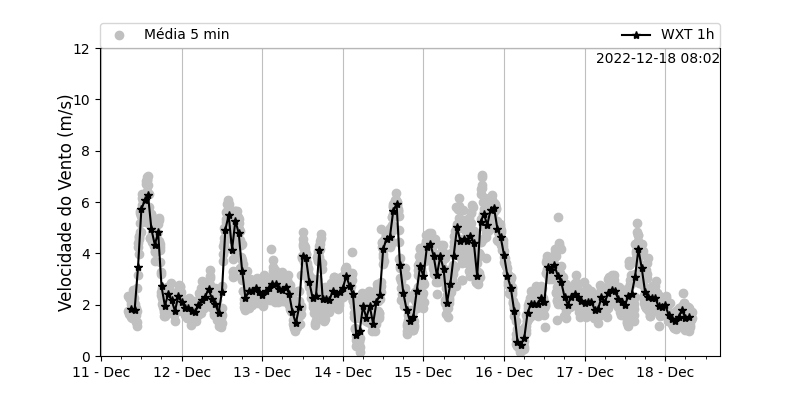 Média 5 min
WXT 1h
2022-12-18 08:02
Velocidade do Vento (m/s)
12
10
8
6
4
2
0
11 - Dec
12 - Dec
13 - Dec
14 - Dec
15 - Dec
16 - Dec
17 - Dec
18 - Dec